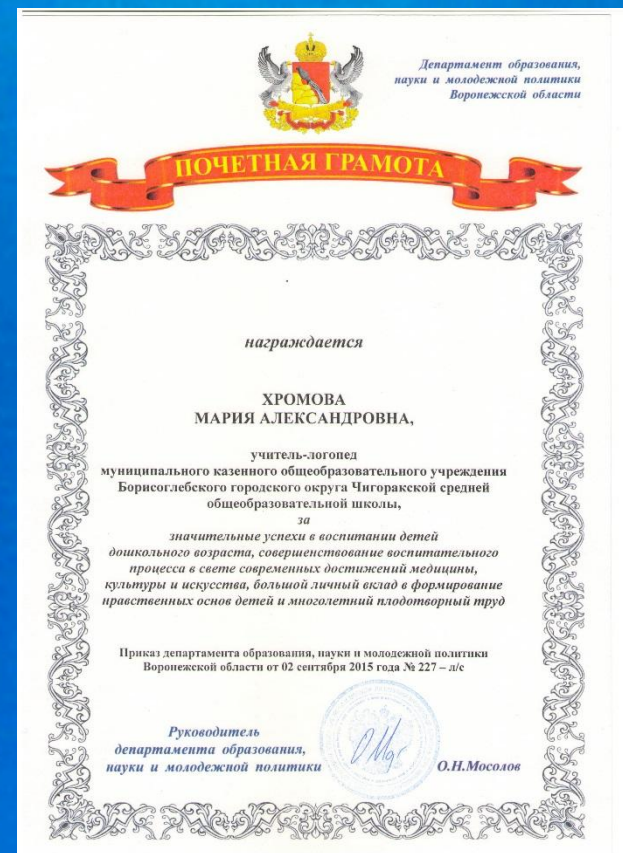 Департамент образования,
науки и молодежной политики
Воронежской области
ПОЧЕТНАЯ ГРАМОТА
награждается
ХРОМОВА
МАРИЯ АЛЕКСАНДРОВНА,
учитель-логопед
муниципального казенного общеобразовательного учреждения
Борисоглебского городского округа Чигоракской средней
общеобразовательной школы,
за
значительные успехи в воспитании детей
дошкольного возраста, совершенствование воспитательного
процесса в свете современных достижений медицины,
культуры и искусства, большой личный вклад в формирование
нравственных основ детей и многолетний плодотворный труд
Приказ департамента образования, науки и молодежной политики
Воронежской области от 02 сентября 2015 года № 227 – л/с
Руководитель
департамента образования,
науки и молодежной политики
О.Н.Мосолов